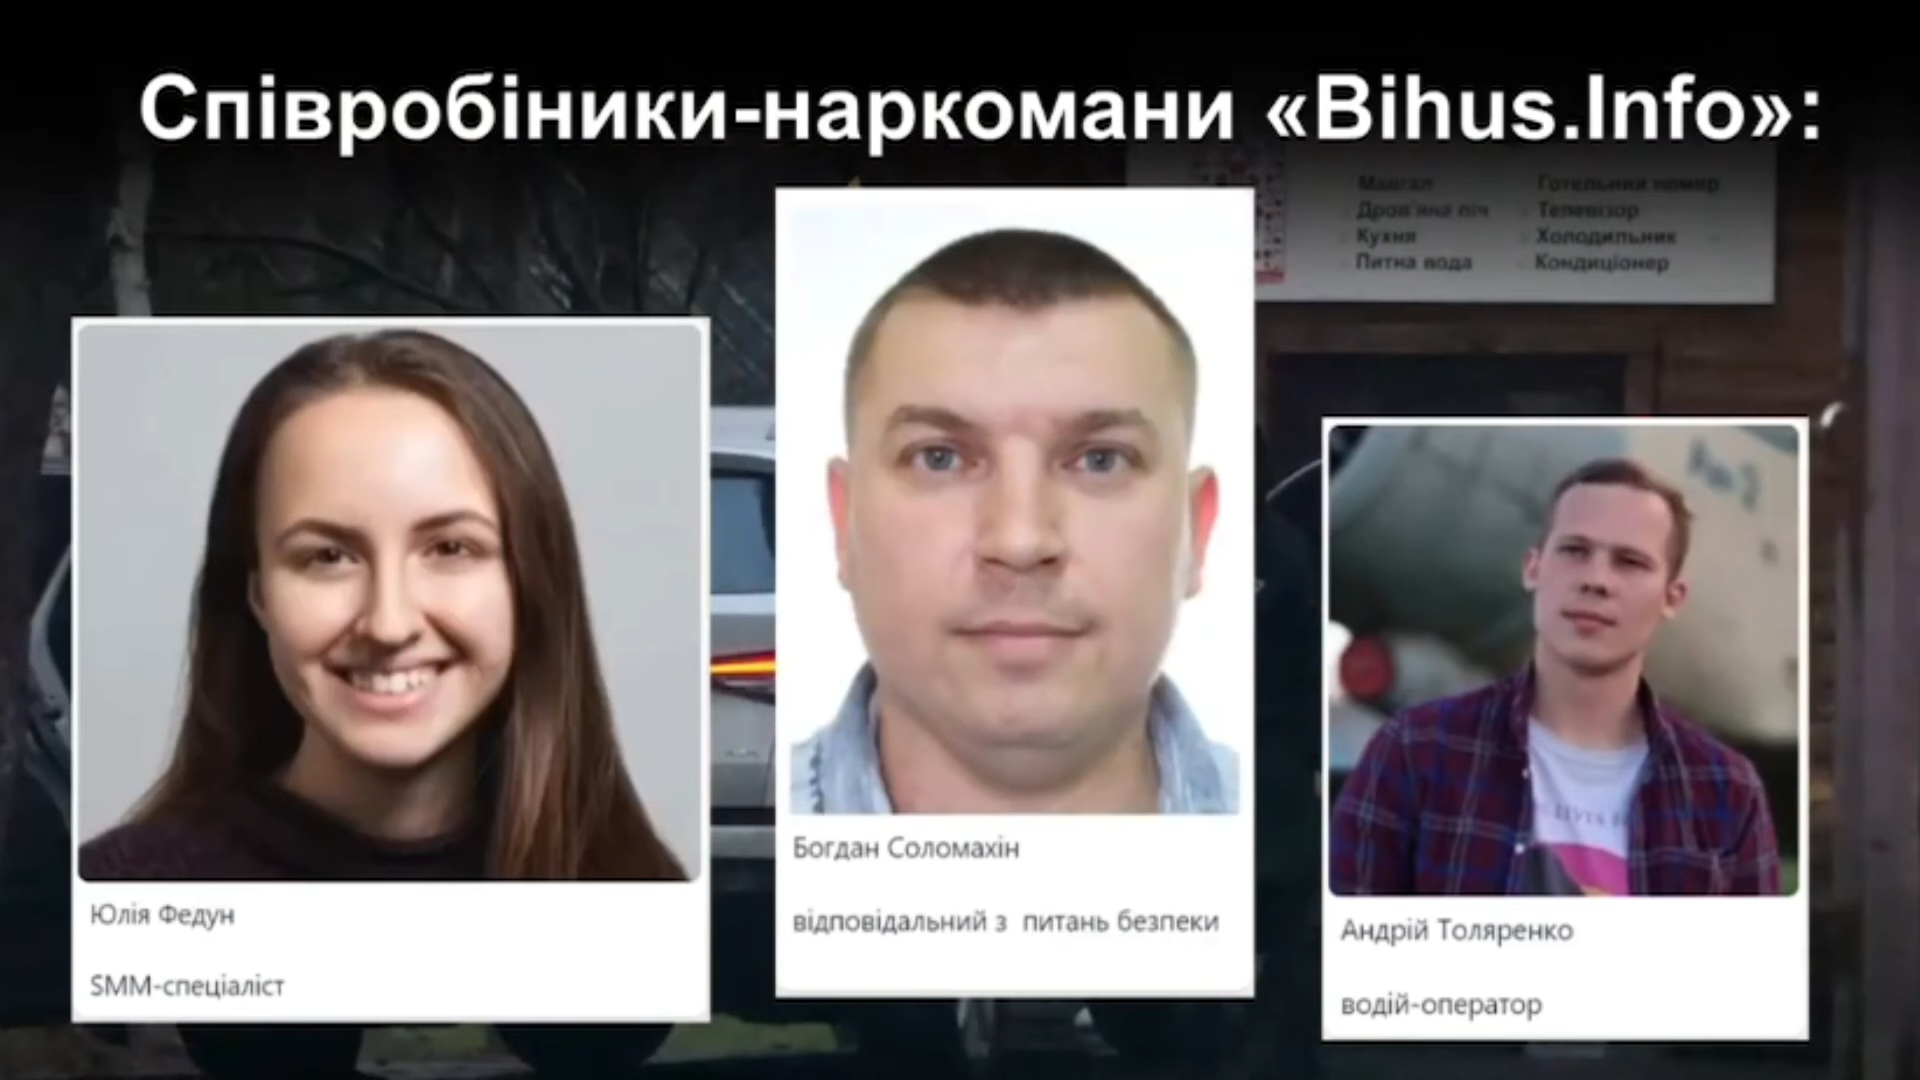 Співробіники-наркомани «Bihus.Info»:
Мангал
Готельний номер
Дров'яна піч
Телевізор
Кухня
Холодильник
Питна вода
Кондиціонер
Юлія Федун
SMM-спеціаліст
Богдан Соломахін
відповідальний з питань безпеки
Андрій Толяренко
водій-оператор